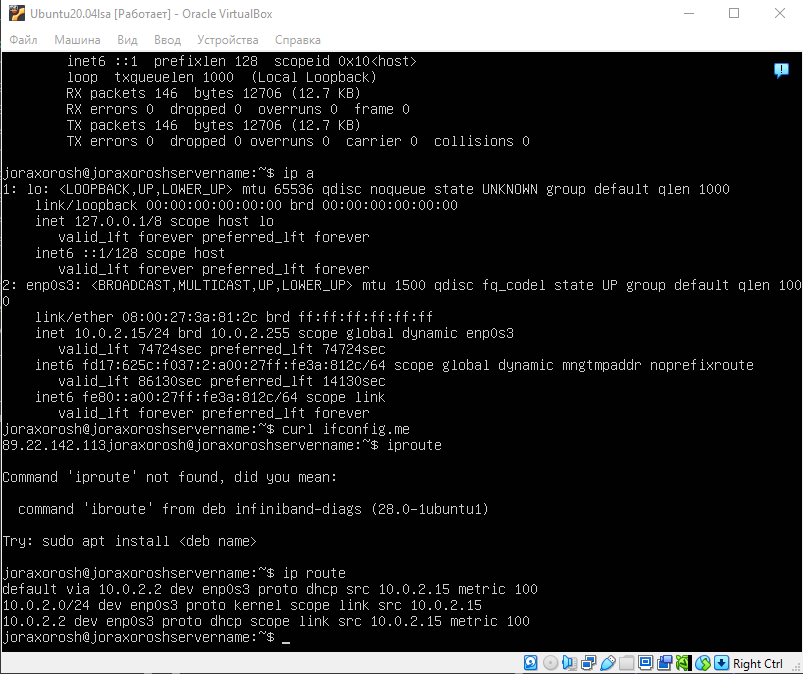 Ubuntu20.04lsa [Работает] - Oracle VirtualBox
Файл Машина Вид Ввод Устройства Справка
inet6 ::1 prefixlen 128 scopeid 0x10<host>
loop txqueuelen 1000 (Local Loopback)
RX packets 146 bytes 12706 (12.7 KB)
RX errors 0 dropped 0 overruns 0 frame 0
TX packets 146 bytes 12706 (12.7 KB)
TX errors 0 dropped 0 overruns 0 carrier 0 collisions 0
joraxorosh@joraxoroshservername:~$ ip a
1: lo: <LOOPBACK,UP,LOWER_UP> mtu 65536 qdisc noqueue state UNKNOWN group default qlen 1000
link/loopback 00:00:00:00:00:00 brd 00:00:00:00:00:00
inet 127.0.0.1/8 scope host lo
valid_lft forever preferred_lft forever
inet6 ::1/128 scope host
valid_lft forever preferred_lft forever
2: enp0s3: <BROADCAST,MULTICAST,UP,LOWER_UP> mtu 1500 qdisc fq_codel state UP group default qlen 100
0
link/ether 08:00:27:3a:81:2c brd ff:ff:ff:ff:ff:ff
inet 10.0.2.15/24 brd 10.0.2.255 scope global dynamic enp0s3
valid_lft 74724sec preferred_lft 74724sec
inet6 fd17:625c:f037:2:a00:27ff:fe3a:812c/64 scope global dynamic mngtmpaddr noprefixroute
valid_lft 86130sec preferred_lft 14130sec
inet6 fe80::a00:27ff:fe3a:812c/64 scope link
valid_lft forever preferred_lft forever
joraxorosh@joraxoroshservername:~$ curl ifconfig.me
89.22.142.113joraxorosh@joraxoroshservername:~$ iproute
Command 'iproute' not found, did you mean:
command 'ibroute' from deb infiniband-diags (28.0-1ubuntu1)
Try: sudo apt install <deb name>
joraxorosh@joraxoroshservername:~$ ip route
default via 10.0.2.2 dev enp0s3 proto dhcp src 10.0.2.15 metric 100
10.0.2.0/24 dev enp0s3 proto kernel scope link src 10.0.2.15
10.0.2.2 dev enp0s3 proto dhcp scope link src 10.0.2.15 metric 100
joraxorosh@joraxoroshservername:~$ _
Right Ctrl